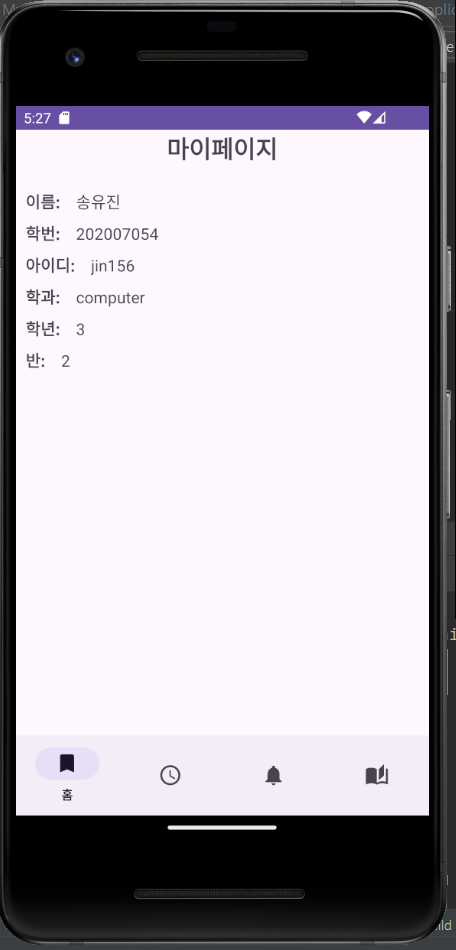 5:27
마이페이지
이름: 송유진
학번: 202007054
아이디: jin156
학과: computer
학년: 3
반: 2
홈